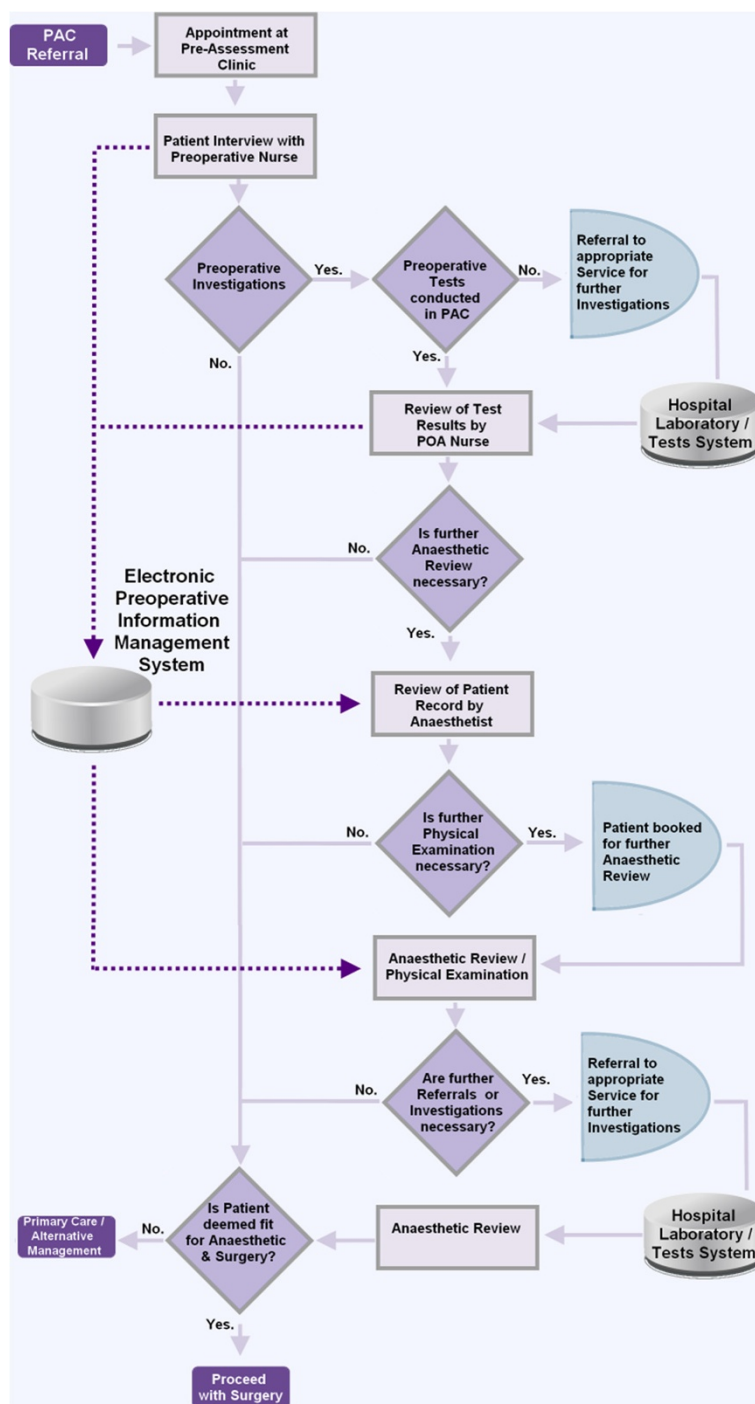 PAC
Referral
Appointment at
Pre-Assessment
Clinic
Patient Interview with
Preoperative Nurse
Preoperative
Investigations
Yes.
Preoperative
Tests
conducted
in PAC
No.
Referral to
appropriate
Service for
further
Investigations
No.
Yes.
Review of Test
Results by
POA Nurse
Hospital
Laboratory /
Tests System
No.
Is further
Anaesthetic
Review
necessary?
Yes.
Electronic
Preoperative
Information
Management
System
Review of Patient
Record by
Anaesthetist
No.
Is further
Physical
Examination
necessary?
Yes.
Patient booked
for further
Anaesthetic
Review
Anaesthetic Review /
Physical Examination
No.
Are further
Referrals or
Investigations
necessary?
Yes.
Referral to
appropriate
Service for
further
Investigations
Primary Care /
Alternative
Management
No.
Is Patient
deemed fit
for Anaesthetic
& Surgery?
Anaesthetic Review
Hospital
Laboratory /
Tests System
Yes.
Proceed
with Surgery